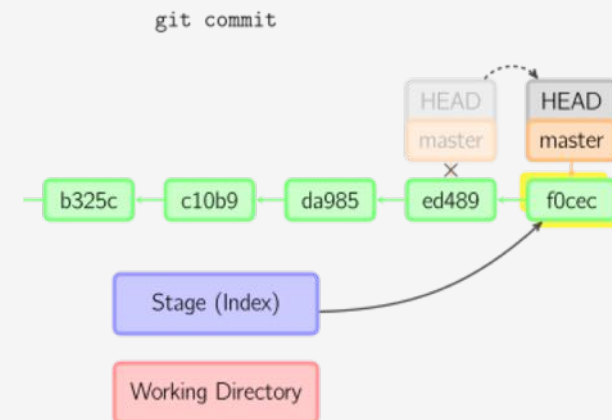 git commit
HEAD HEAD
master master
b325c c10b9 da985 ed489 f0cec
Stage (Index)
Working Directory